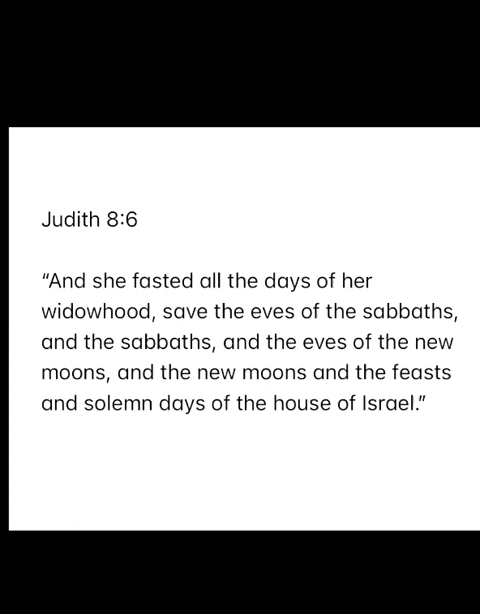 Judith 8:6
“And she fasted all the days of her
widowhood, save the eves of the sabbaths,
and the sabbaths, and the eves of the new
moons, and the new moons and the feasts
and solemn days of the house of Israel.”